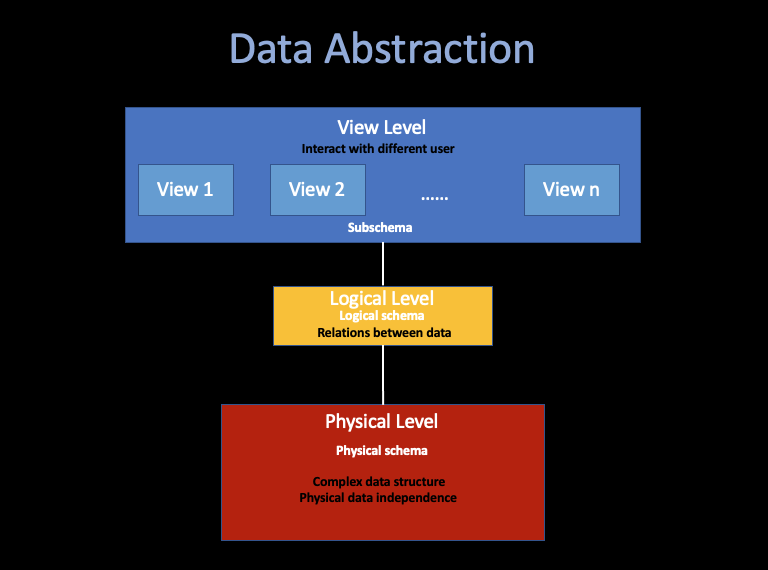 Data Abstraction
View Level
Interact with different user
View 1
View 2
......
View n
Subschema
Logical Level
Logical schema
Relations between data
Physical Level
Physical schema
Complex data structure
Physical data independence